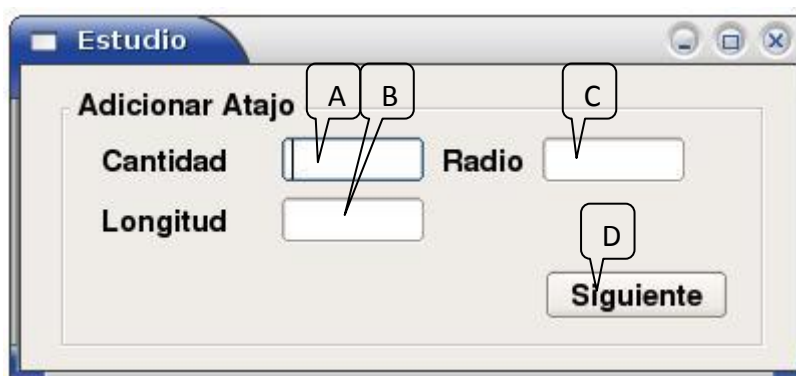 Estudio
Adicionar Atajo A B C
Cantidad Radio
Longitud
D
Siguiente